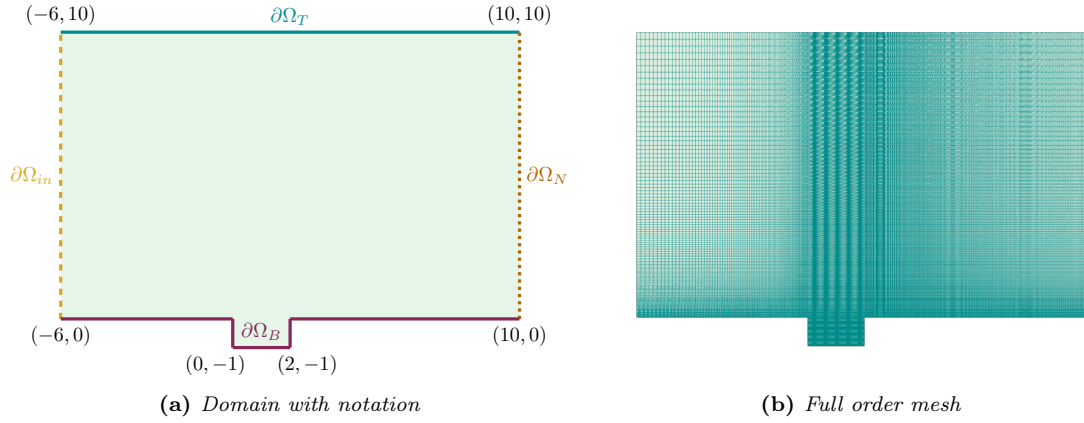 (−6, 10)
∂Ω_T
(10, 10)
∂Ω_in
∂Ω_N
∂Ω_B
(−6, 0)
(10, 0)
(0, −1)
(2, −1)
(a) Domain with notation
(b) Full order mesh